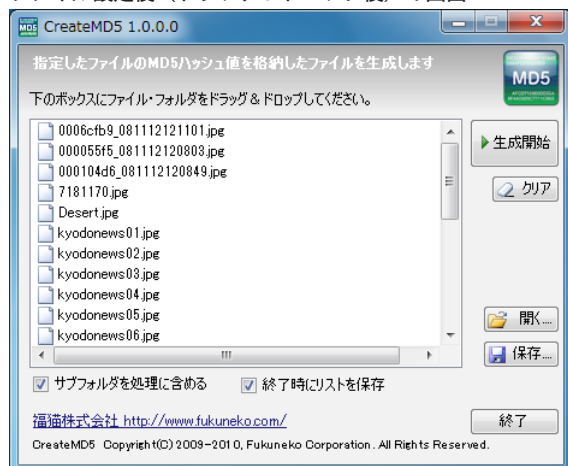 CreateMD5 1.0.0.0
指定したファイルのMD5ハッシュ値を格納したファイルを生成します
MD5
下のボックスにファイル・フォルダをドラッグ & ドロップしてください。
0006cfb9_081112121101.jpg
000055f5_081112120803.jpg
000104d6_081112120849.jpg
7181170.jpg
Desert.jpg
kyodonews01.jpg
kyodonews02.jpg
kyodonews03.jpg
kyodonews04.jpg
kyodonews05.jpg
kyodonews06.jpg
生成開始
クリア
開く...
保存...
サブフォルダを処理に含める
終了時にリストを保存
福猫株式会社 http://www.fukuneko.com/
終了
CreateMD5 Copyright(C) 2009-2010, Fukuneko Corporation. All Rights Reserved.